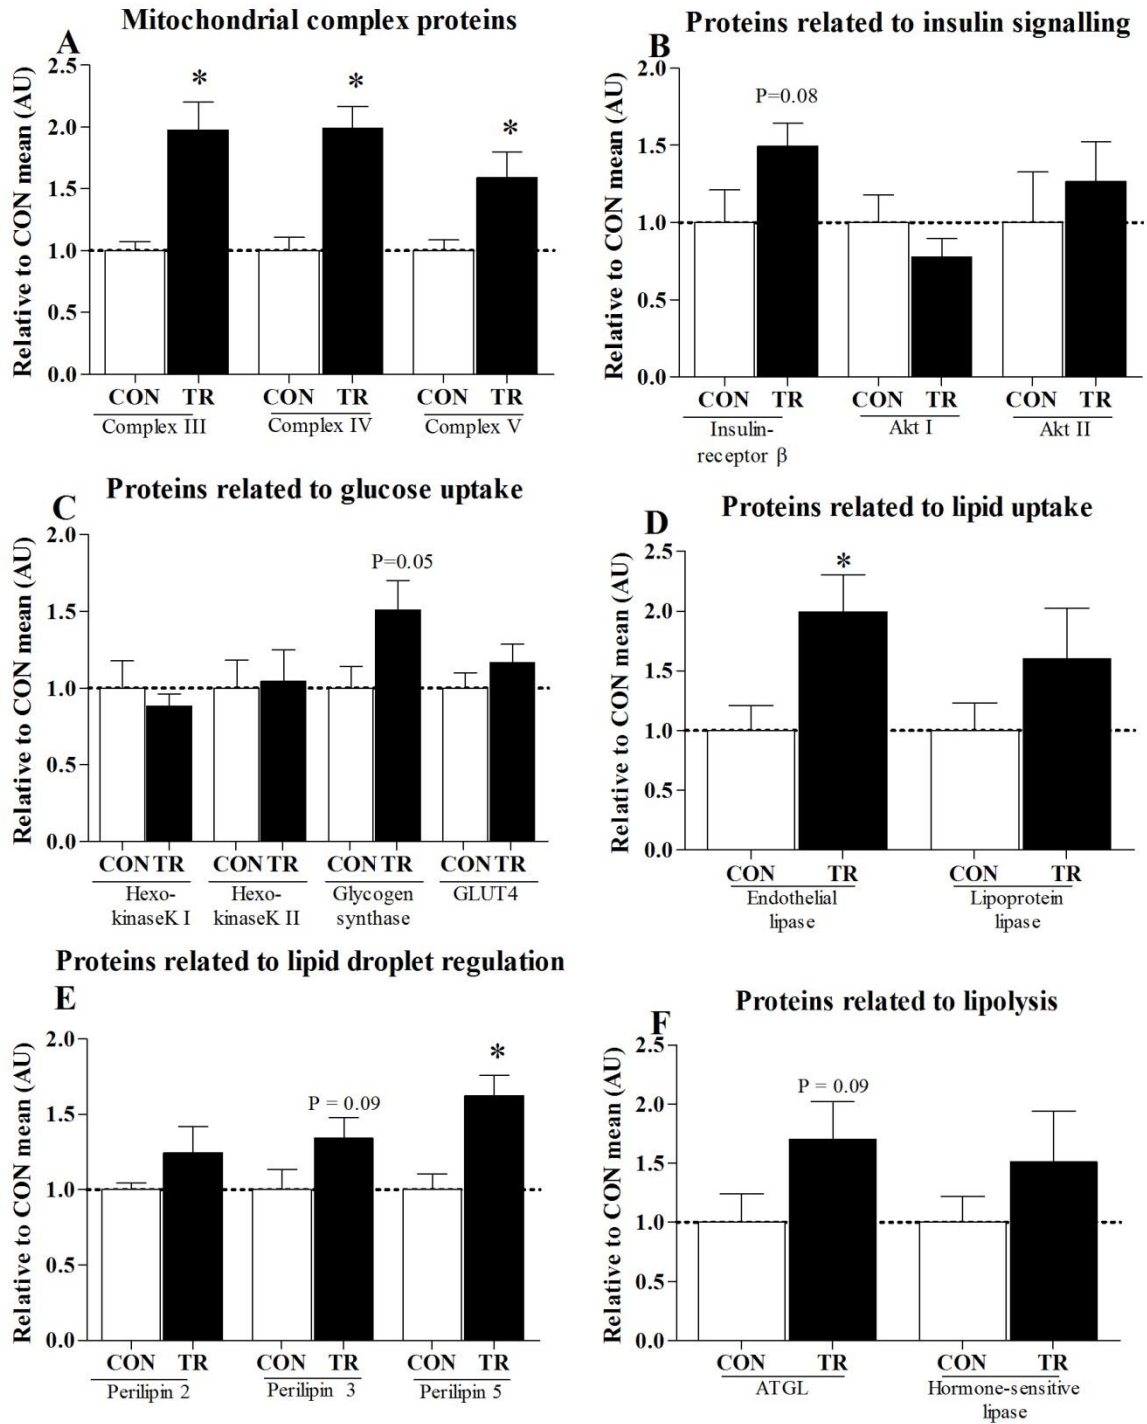 Mitochondrial complex proteins
A
Relative to CON mean (AU)
2.5
2.0
1.5
1.0
0.5
0.0
*
*
*
CON TR CON TR CON TR
Complex III Complex IV Complex V
Proteins related to insulin signalling
B
Relative to CON mean (AU)
2.0
1.5
1.0
0.5
0.0
P=0.08
CON TR CON TR CON TR
Insulin- Akt I Akt II
receptor β
Proteins related to glucose uptake
C
Relative to CON mean (AU)
2.0
1.5
1.0
0.5
0.0
P=0.05
CON TR CON TR CON TR CON TR
Hexo- Hexo- Glycogen GLUT4
kinaseK I kinaseK II synthase
Proteins related to lipid uptake
D
Relative to CON mean (AU)
2.5
2.0
1.5
1.0
0.5
0.0
*
CON TR CON TR
Endothelial Lipoprotein
lipase lipase
Proteins related to lipid droplet regulation
E
Relative to CON mean (AU)
2.0
1.5
1.0
0.5
0.0
P = 0.09
*
CON TR CON TR CON TR
Perilipin 2 Perilipin 3 Perilipin 5
Proteins related to lipolysis
F
Relative to CON mean (AU)
2.5
2.0
1.5
1.0
0.5
0.0
P = 0.09
CON TR CON TR
ATGL Hormone-sensitive
lipase